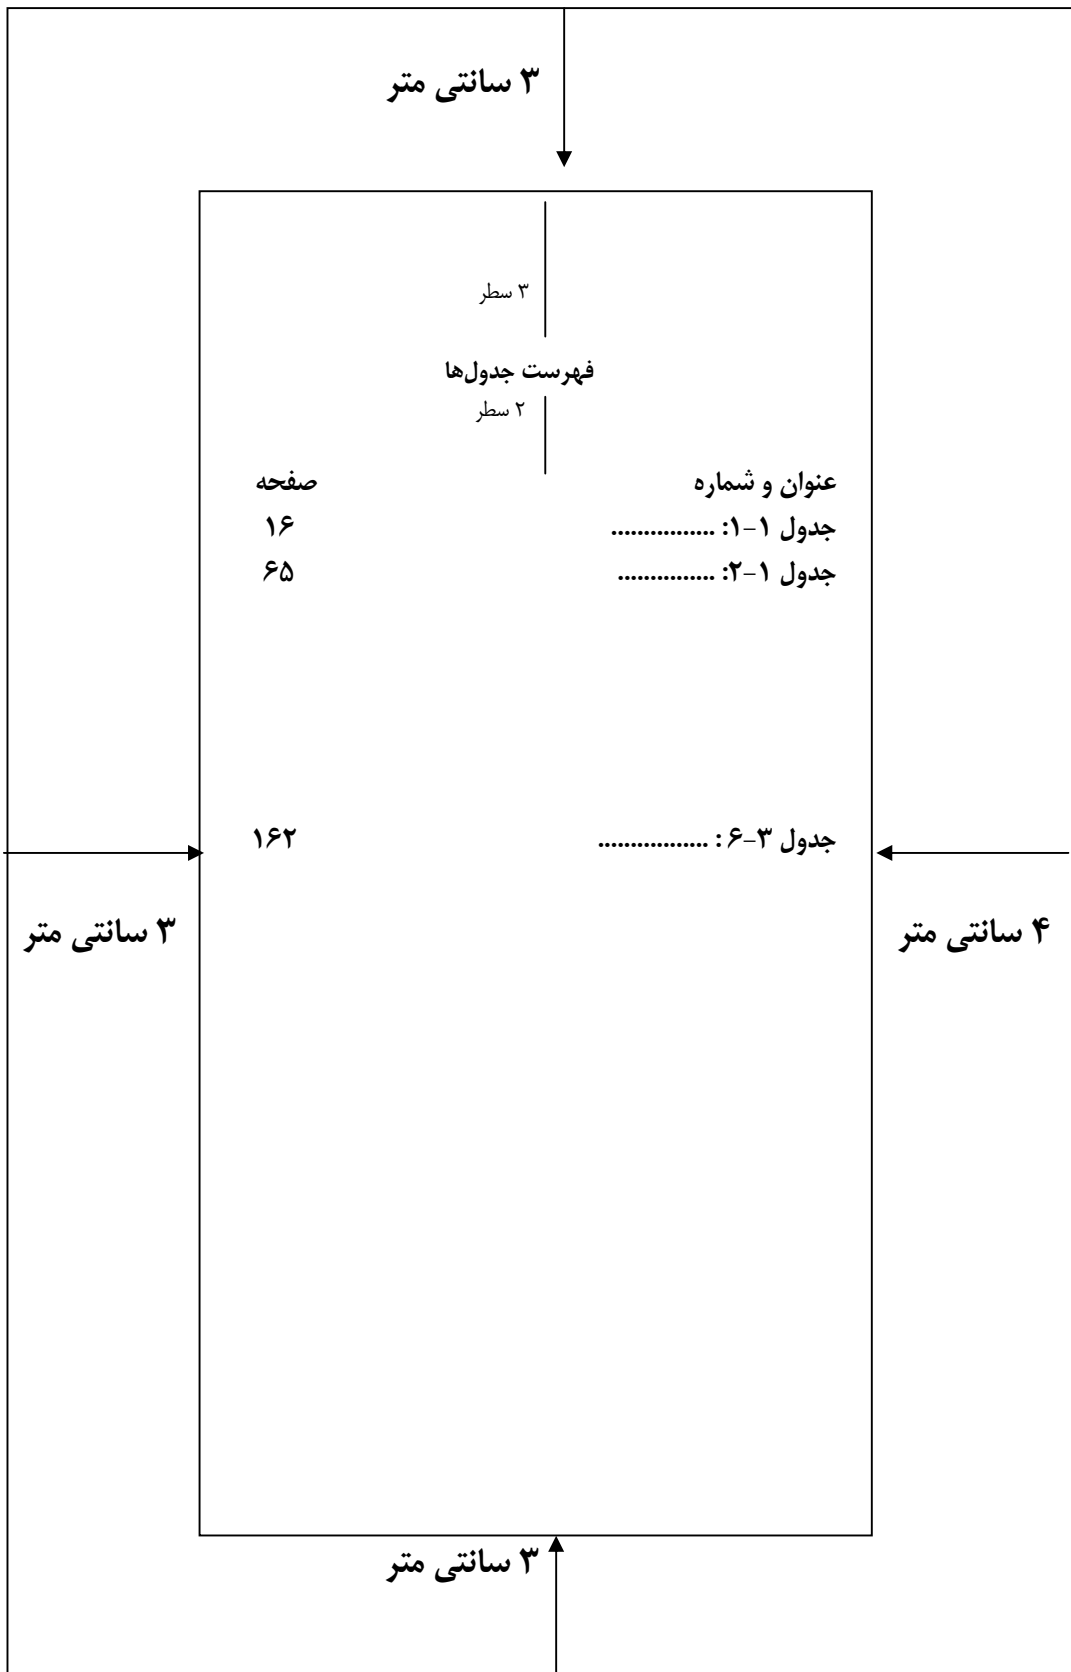 ۳ سانتی متر
۳ سطر
فهرست جدول‌ها
۲ سطر
عنوان و شماره صفحه
جدول ۱-۱: ................ ۱۶
جدول ۱-۲: ............... ۶۵
جدول ۳-۶: ................. ۱۶۲
۴ سانتی متر ۳ سانتی متر
۳ سانتی متر